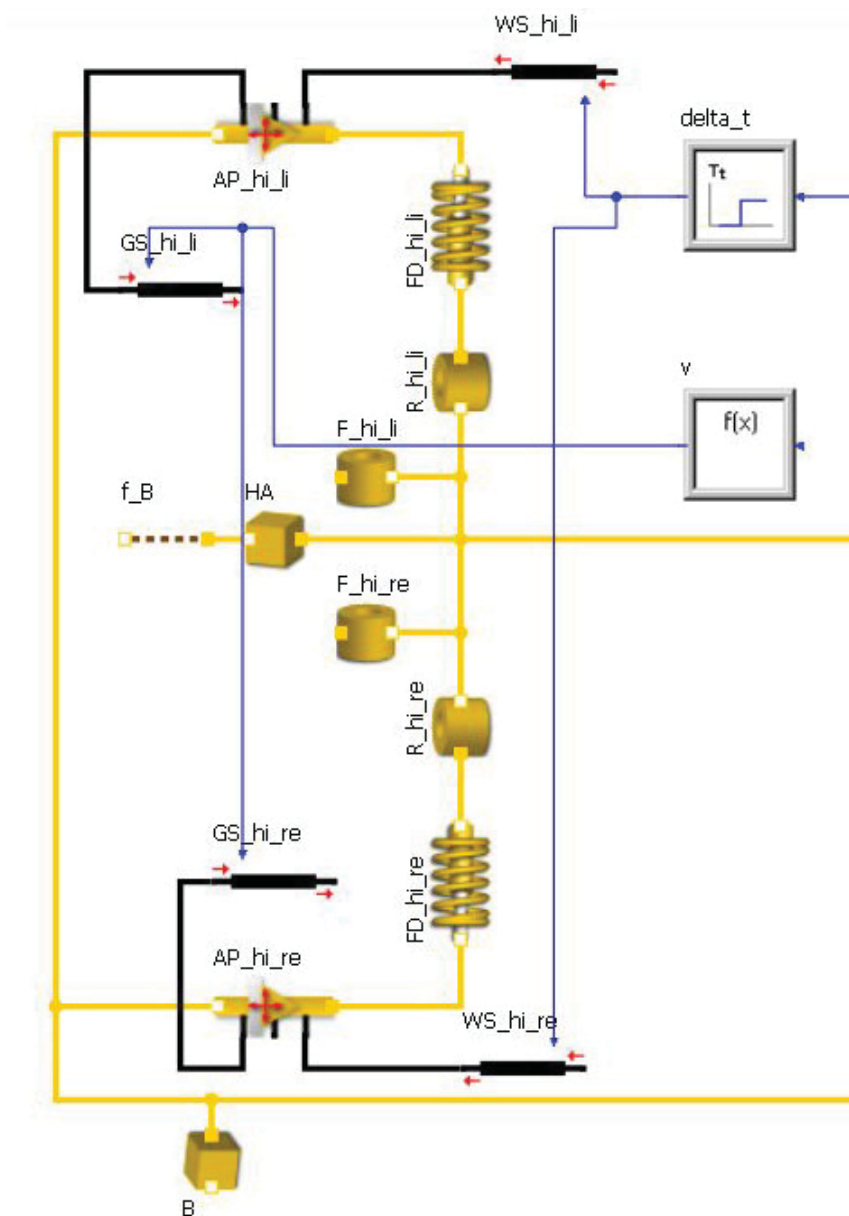 WS_hi_li
delta_t
Tt
AP_hi_li
GS_hi_li
FD_hi_li
R_hi_li
v
f(x)
F_hi_li
f_B
HA
F_hi_re
R_hi_re
GS_hi_re
FD_hi_re
AP_hi_re
WS_hi_re
B